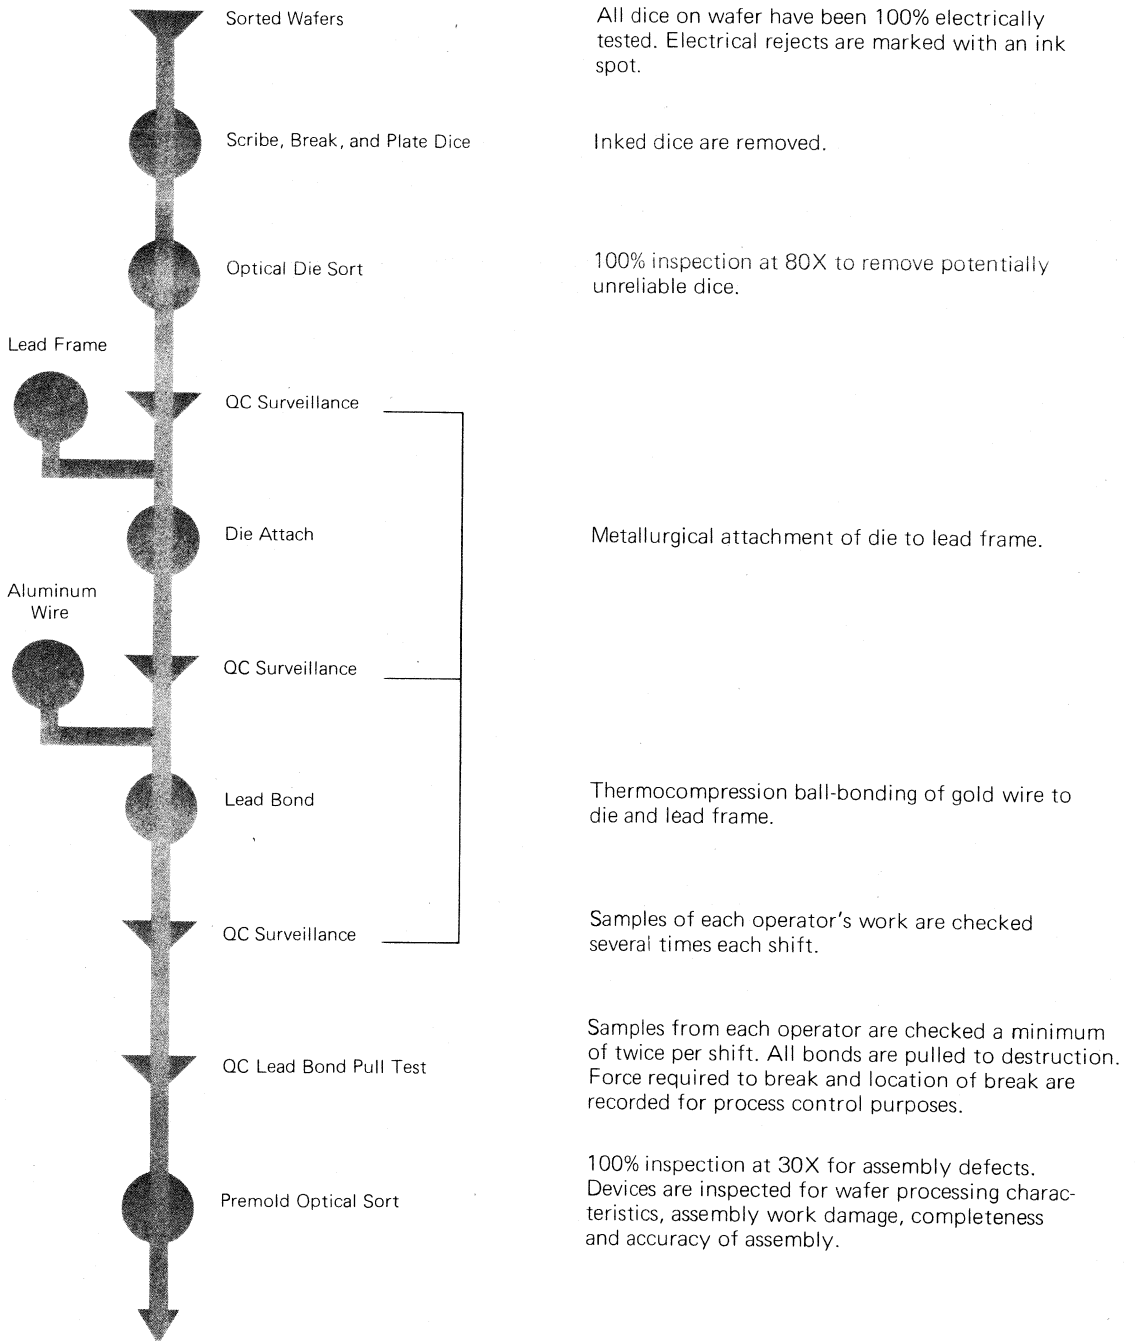 Sorted Wafers
All dice on wafer have been 100% electrically
tested. Electrical rejects are marked with an ink
spot.
Scribe, Break, and Plate Dice
Inked dice are removed.
Optical Die Sort
100% inspection at 80X to remove potentially
unreliable dice.
Lead Frame
QC Surveillance
Die Attach
Metallurgical attachment of die to lead frame.
Aluminum
Wire
QC Surveillance
Lead Bond
Thermocompression ball-bonding of gold wire to
die and lead frame.
QC Surveillance
Samples of each operator's work are checked
several times each shift.
QC Lead Bond Pull Test
Samples from each operator are checked a minimum
of twice per shift. All bonds are pulled to destruction.
Force required to break and location of break are
recorded for process control purposes.
Premold Optical Sort
100% inspection at 30X for assembly defects.
Devices are inspected for wafer processing charac-
teristics, assembly work damage, completeness
and accuracy of assembly.